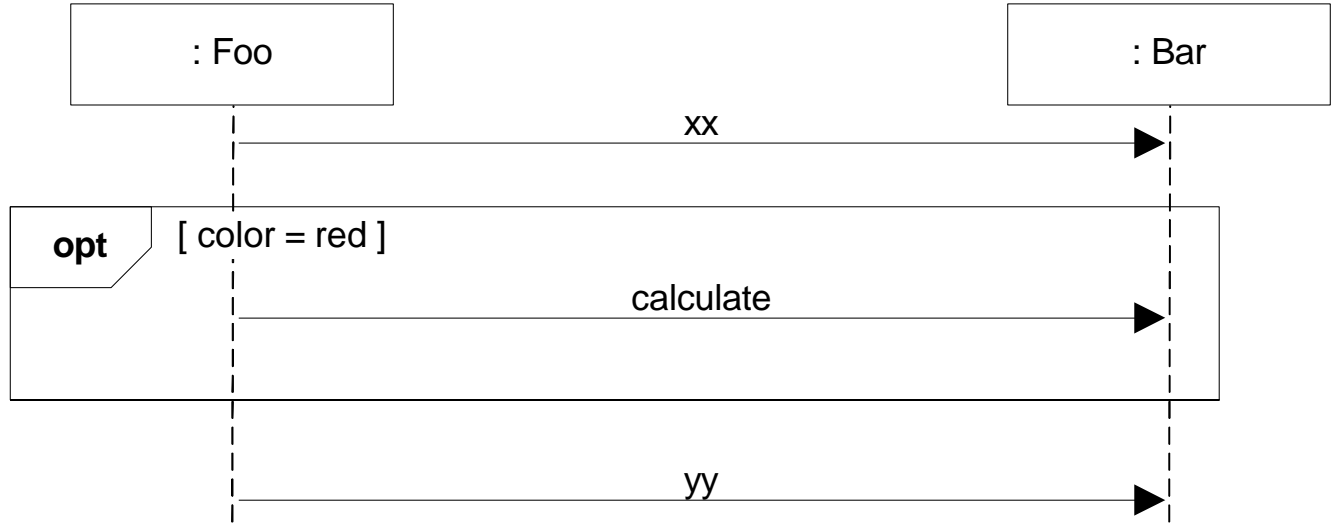 : Foo
: Bar
xx
opt
[ color = red ]
calculate
yy